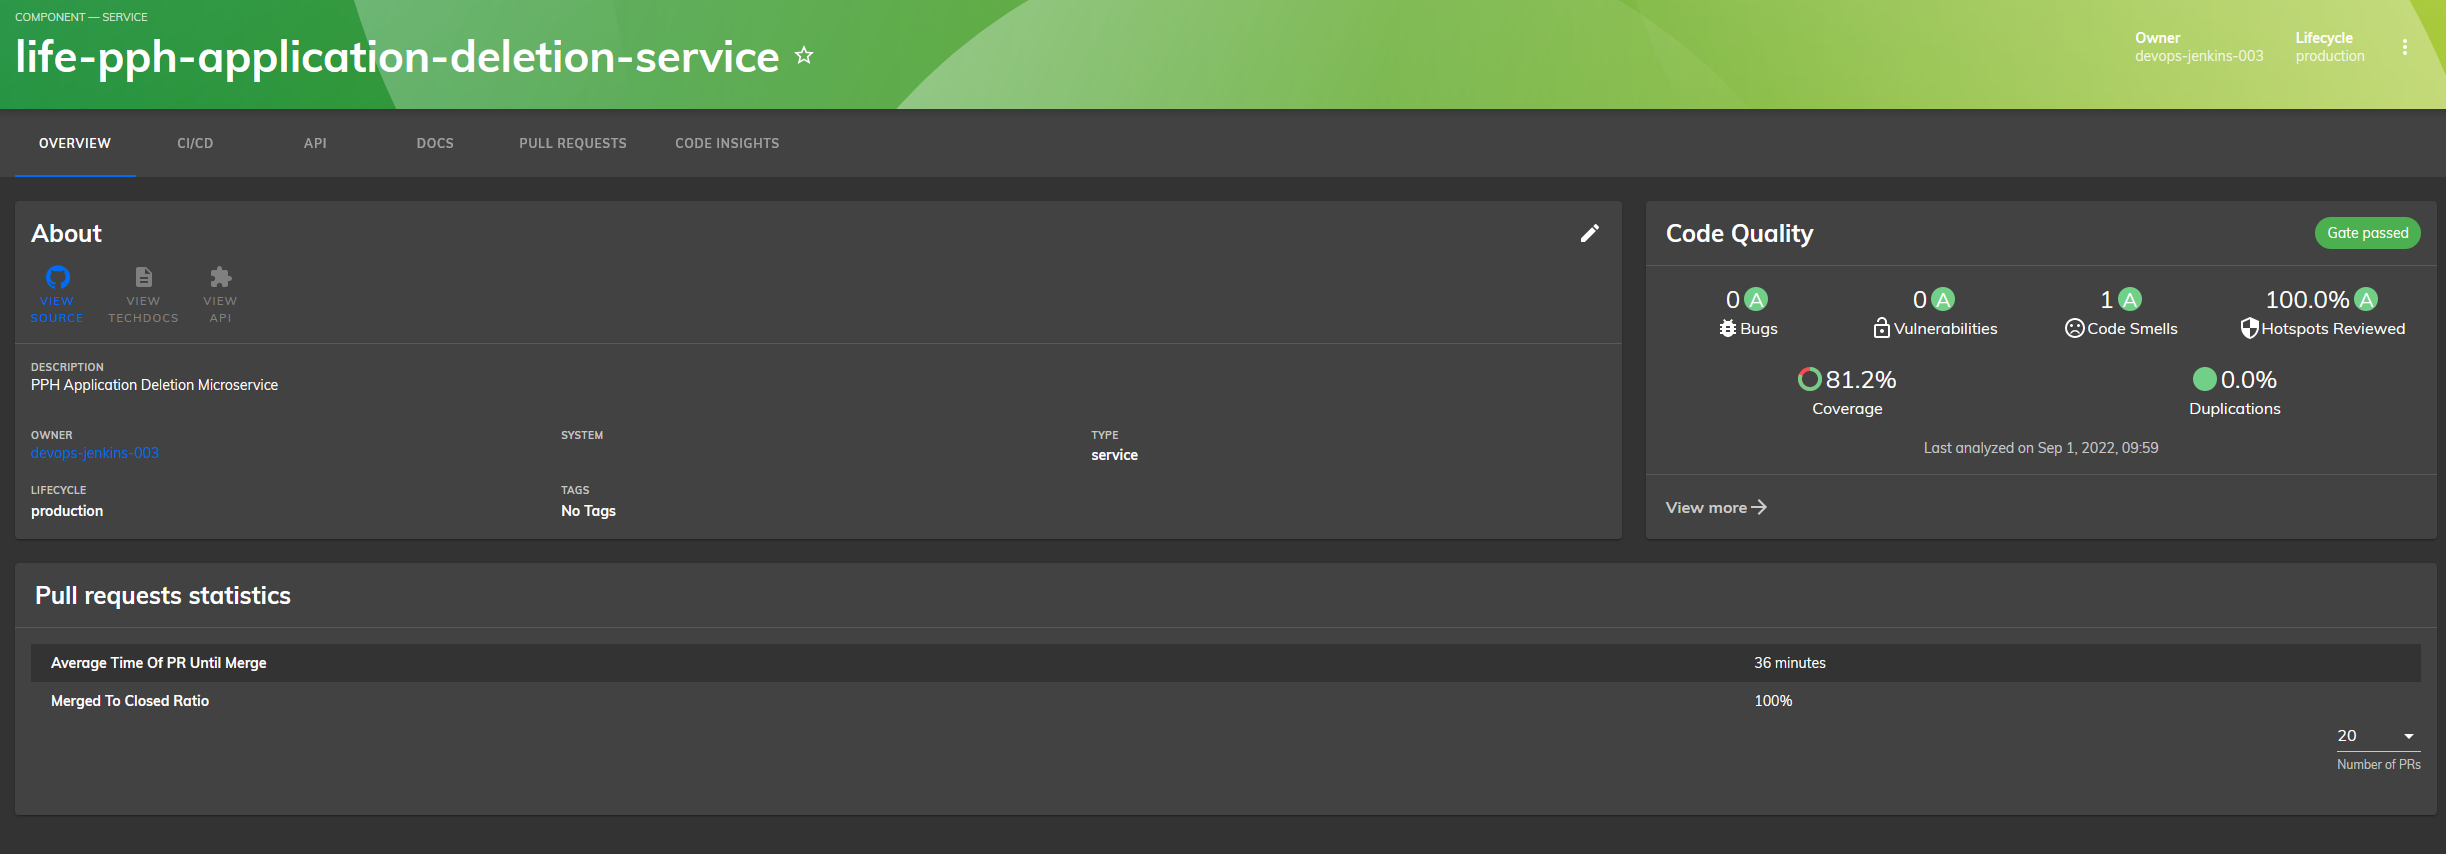 COMPONENT — SERVICE
life-pph-application-deletion-service
Owner
devops-jenkins-003
Lifecycle
production
OVERVIEW
CI/CD
API
DOCS
PULL REQUESTS
CODE INSIGHTS
About
VIEW
SOURCE
VIEW
TECHDOCS
VIEW
API
DESCRIPTION
PPH Application Deletion Microservice
OWNER
devops-jenkins-003
SYSTEM
TYPE
service
LIFECYCLE
production
TAGS
No Tags
Code Quality
Gate passed
0 A
Bugs
0 A
Vulnerabilities
1 A
Code Smells
100.0% A
Hotspots Reviewed
81.2%
Coverage
0.0%
Duplications
Last analyzed on Sep 1, 2022, 09:59
View more
Pull requests statistics
Average Time Of PR Until Merge 36 minutes
Merged To Closed Ratio 100%
20
Number of PRs